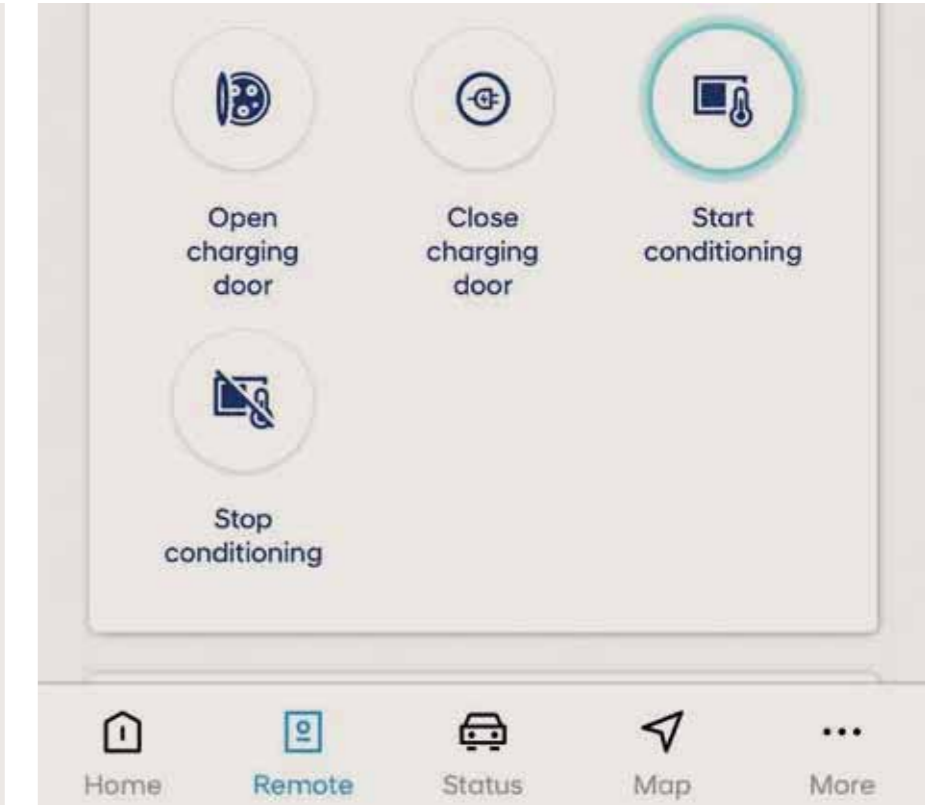 Open
charging
door
Close
charging
door
Start
conditioning
Stop
conditioning
Home
Remote
Status
Map
More